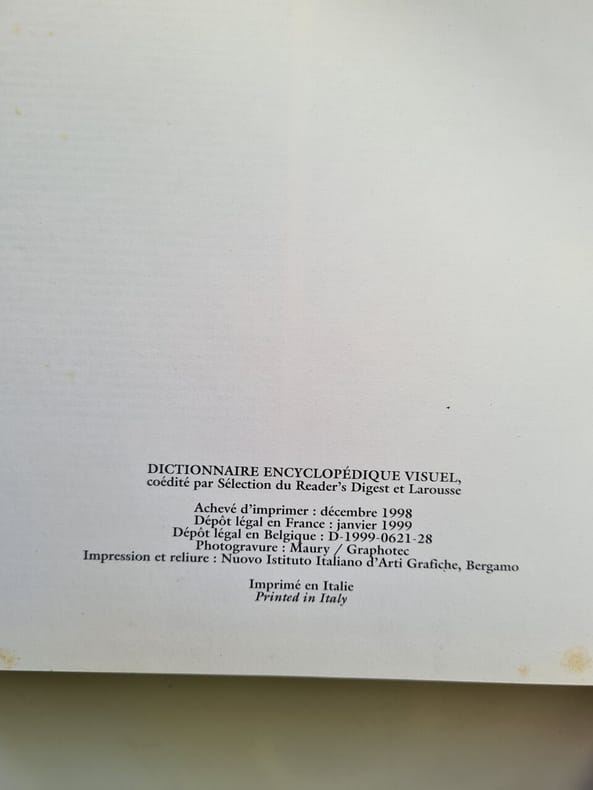 DICTIONNAIRE ENCYCLOPÉDIQUE VISUEL,
coédité par Sélection du Reader's Digest et Larousse
Achevé d'imprimer : décembre 1998
Dépôt légal en France : janvier 1999
Dépôt légal en Belgique : D-1999-0621-28
Photogravure : Maury / Graphotec
Impression et reliure : Nuovo Istituto Italiano d'Arti Grafiche, Bergamo
Imprimé en Italie
Printed in Italy